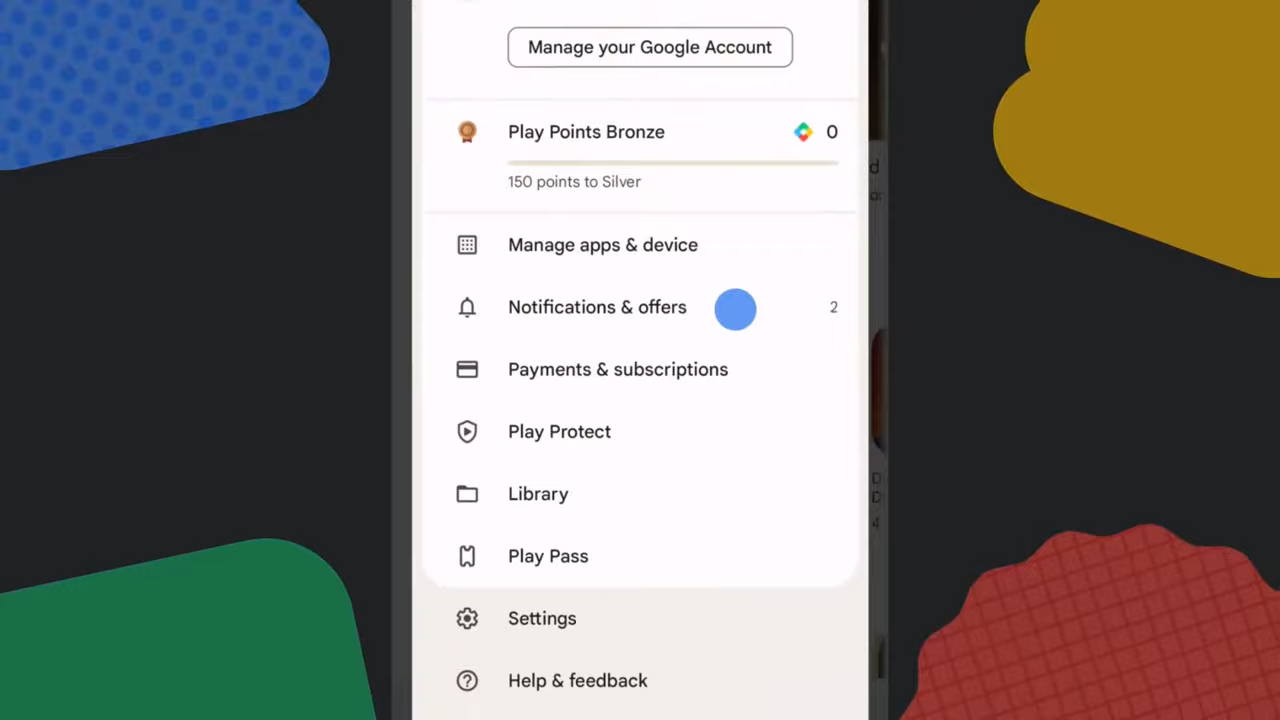 Manage your Google Account
Play Points Bronze 0
150 points to Silver
Manage apps & device
Notifications & offers 2
Payments & subscriptions
Play Protect
Library
Play Pass
Settings
Help & feedback